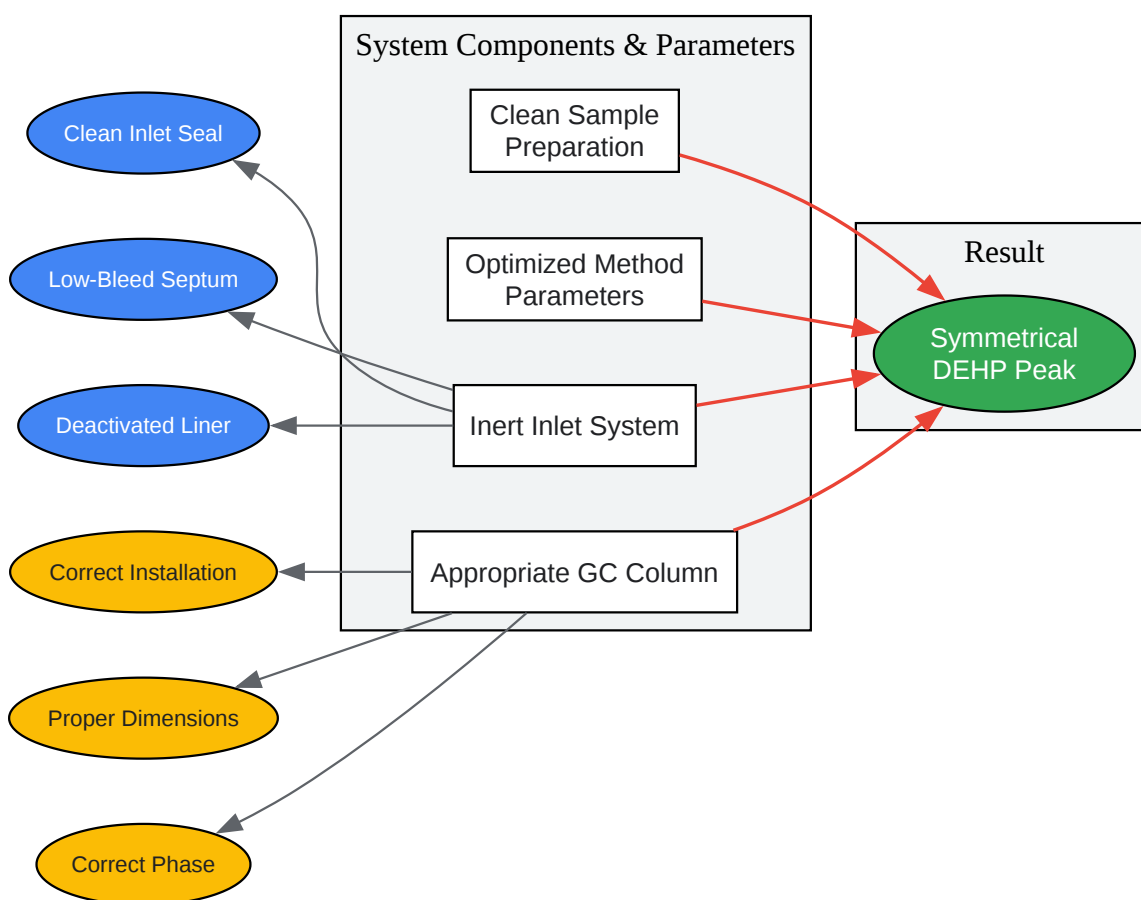 System Components & Parameters
Clean Sample
Preparation
Clean Inlet Seal
Optimized Method
Parameters
Low-Bleed Septum
Result
Symmetrical
DEHP Peak
Inert Inlet System
Deactivated Liner
Appropriate GC Column
Correct Installation
Proper Dimensions
Correct Phase